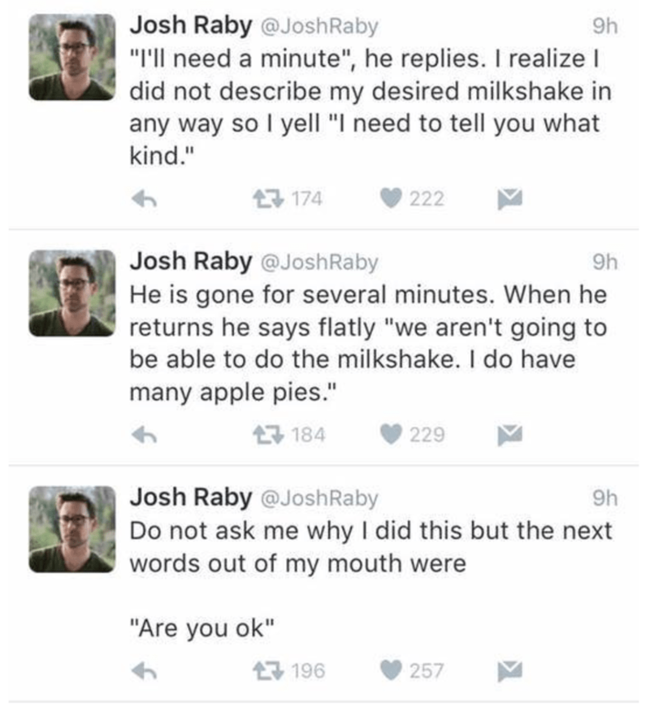 Josh Raby @JoshRaby 9h
"I'll need a minute", he replies. I realize I
did not describe my desired milkshake in
any way so I yell "I need to tell you what
kind."
174 222
Josh Raby @JoshRaby 9h
He is gone for several minutes. When he
returns he says flatly "we aren't going to
be able to do the milkshake. I do have
many apple pies."
184 229
Josh Raby @JoshRaby 9h
Do not ask me why I did this but the next
words out of my mouth were
"Are you ok"
196 257